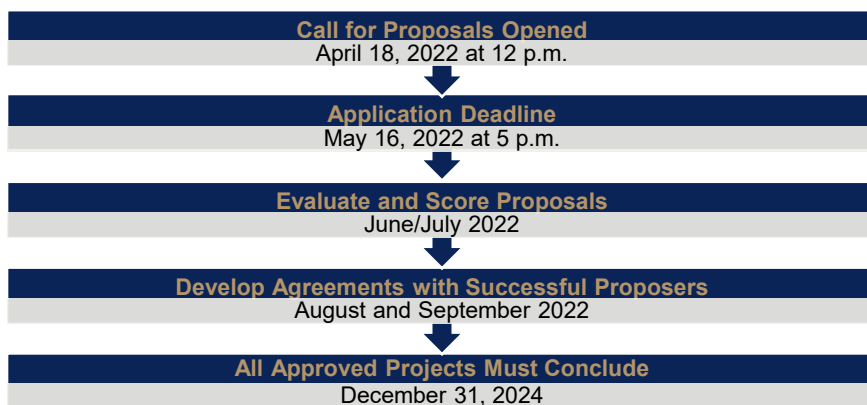 Call for Proposals Opened
April 18, 2022 at 12 p.m.
Application Deadline
May 16, 2022 at 5 p.m.
Evaluate and Score Proposals
June/July 2022
Develop Agreements with Successful Proposers
August and September 2022
All Approved Projects Must Conclude
December 31, 2024